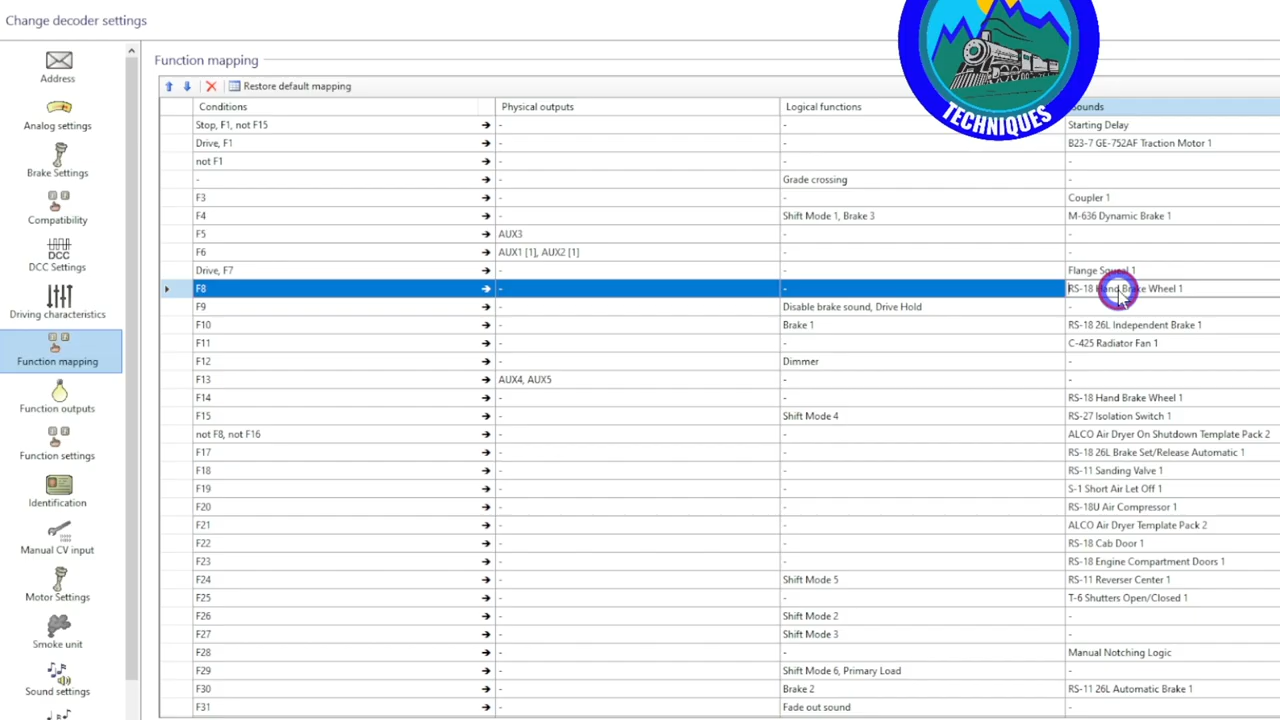 Change decoder settings
Address
Analog settings
Brake Settings
Compatibility
DCC
DCC Settings
Driving characteristics
Function mapping
Function outputs
Function settings
Identification
Manual CV input
Motor Settings
Smoke unit
Sound settings
TECHNIQUES
Function mapping
Restore default mapping
Conditions Physical outputs Logical functions Sounds
Stop, F1, not F15 - - Starting Delay
Drive, F1 - - B23-7 GE-752AF Traction Motor 1
not F1 - - -
- - Grade crossing -
F3 - - Coupler 1
F4 - Shift Mode 1, Brake 3 M-636 Dynamic Brake 1
F5 AUX3 - -
F6 AUX1 [1], AUX2 [1] - -
Drive, F7 - - Flange Squeal 1
F8 - - RS-18 Hand Brake Wheel 1
F9 - Disable brake sound, Drive Hold -
F10 - Brake 1 RS-18 26L Independent Brake 1
F11 - - C-425 Radiator Fan 1
F12 - Dimmer -
F13 AUX4, AUX5 - -
F14 - - RS-18 Hand Brake Wheel 1
F15 - Shift Mode 4 RS-27 Isolation Switch 1
not F8, not F16 - - ALCO Air Dryer On Shutdown Template Pack 2
F17 - - RS-18 26L Brake Set/Release Automatic 1
F18 - - RS-11 Sanding Valve 1
F19 - - S-1 Short Air Let Off 1
F20 - - RS-18U Air Compressor 1
F21 - - ALCO Air Dryer Template Pack 2
F22 - - RS-18 Cab Door 1
F23 - - RS-18 Engine Compartment Doors 1
F24 - Shift Mode 5 RS-11 Reverser Center 1
F25 - - T-6 Shutters Open/Closed 1
F26 - Shift Mode 2 -
F27 - Shift Mode 3 -
F28 - - Manual Notching Logic
F29 - Shift Mode 6, Primary Load -
F30 - Brake 2 RS-11 26L Automatic Brake 1
F31 - Fade out sound -